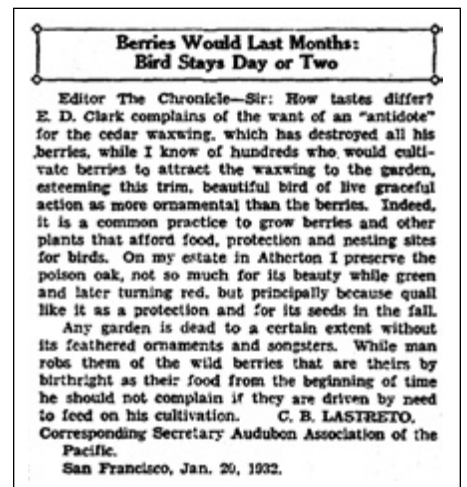 Berries Would Last Months:
Bird Stays Day or Two
Editor The Chronicle—Sir: How tastes differ?
E. D. Clark complains of the want of an "antidote"
for the cedar waxwing, which has destroyed all his
berries, while I know of hundreds who would culti-
vate berries to attract the waxwing to the garden,
esteeming this trim, beautiful bird of live graceful
action as more ornamental than the berries. Indeed,
it is a common practice to grow berries and other
plants that afford food, protection and nesting sites
for birds. On my estate in Atherton I preserve the
poison oak, not so much for its beauty while green
and later turning red, but principally because quail
like it as a protection and for its seeds in the fall.
Any garden is dead to a certain extent without
its feathered ornaments and songsters. While man
robs them of the wild berries that are theirs by
birthright as their food from the beginning of time
he should not complain if they are driven by need
to feed on his cultivation. C. B. LASTRETO,
Corresponding Secretary Audubon Association of the
Pacific.
San Francisco, Jan. 20, 1932.